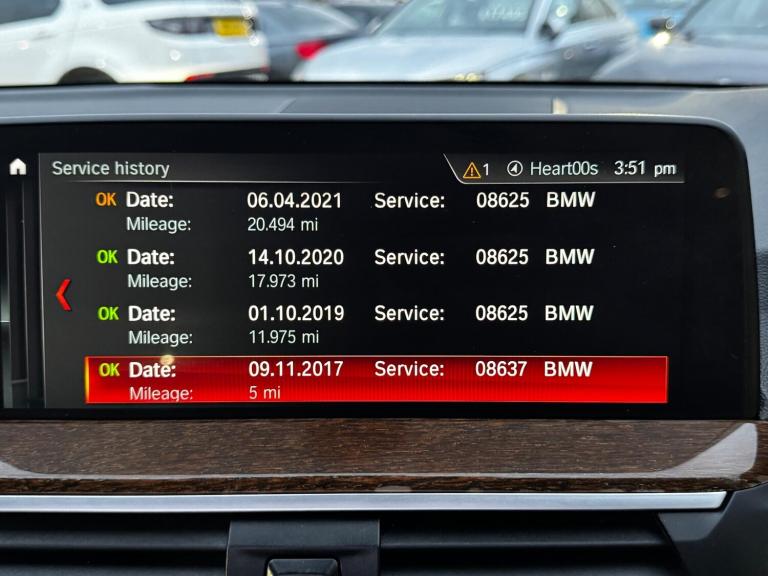 Service history 1 Heart00s 3:51 pm
OK Date: 06.04.2021 Service: 08625 BMW
Mileage: 20.494 mi
OK Date: 14.10.2020 Service: 08625 BMW
Mileage: 17.973 mi
OK Date: 01.10.2019 Service: 08625 BMW
Mileage: 11.975 mi
OK Date: 09.11.2017 Service: 08637 BMW
Mileage: 5 mi